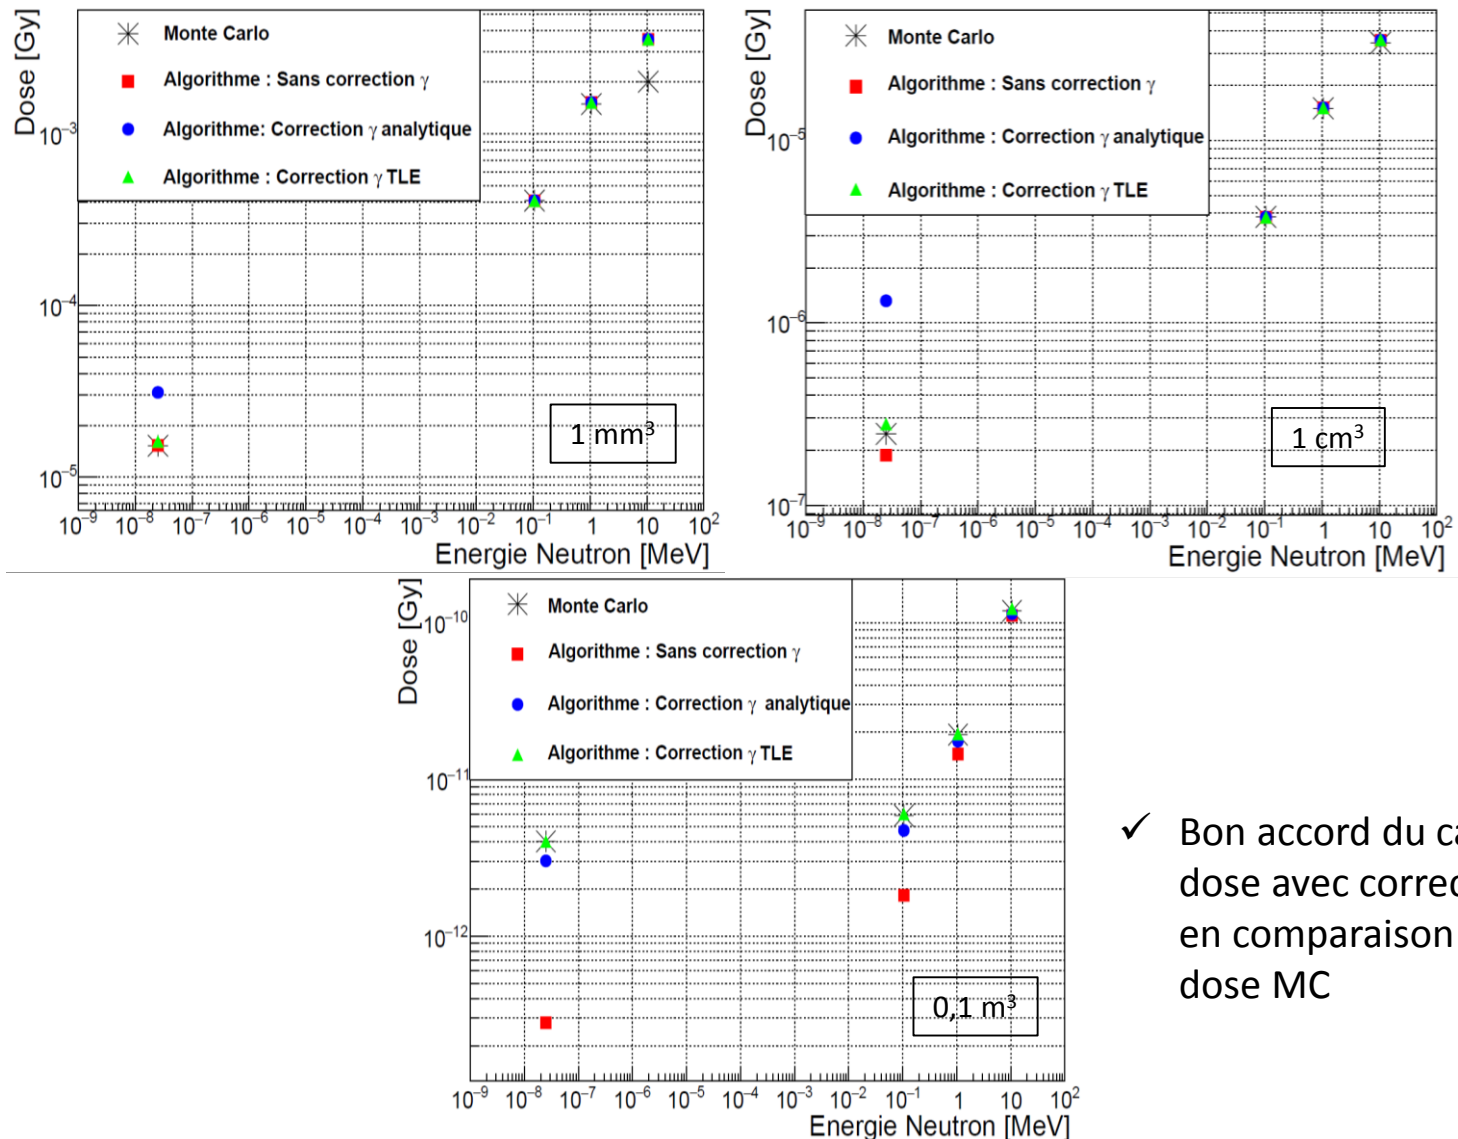 Dose [Gy]
Monte Carlo
Algorithme : Sans correction γ
Algorithme: Correction γ analytique
Algorithme : Correction γ TLE
10⁻³
10⁻⁴
10⁻⁵
1 mm³
10⁻⁹ 10⁻⁸ 10⁻⁷ 10⁻⁶ 10⁻⁵ 10⁻⁴ 10⁻³ 10⁻² 10⁻¹ 1 10 10²
Energie Neutron [MeV]
Dose [Gy]
Monte Carlo
Algorithme : Sans correction γ
Algorithme : Correction γ analytique
Algorithme : Correction γ TLE
10⁻⁵
10⁻⁶
10⁻⁷
1 cm³
10⁻⁹ 10⁻⁸ 10⁻⁷ 10⁻⁶ 10⁻⁵ 10⁻⁴ 10⁻³ 10⁻² 10⁻¹ 1 10 10²
Energie Neutron [MeV]
Dose [Gy]
Monte Carlo
Algorithme : Sans correction γ
Algorithme : Correction γ analytique
Algorithme : Correction γ TLE
10⁻¹⁰
10⁻¹¹
10⁻¹²
0,1 m³
10⁻⁹ 10⁻⁸ 10⁻⁷ 10⁻⁶ 10⁻⁵ 10⁻⁴ 10⁻³ 10⁻² 10⁻¹ 1 10 10²
Energie Neutron [MeV]
✓ Bon accord du
dose avec
en comparaison
dose MC